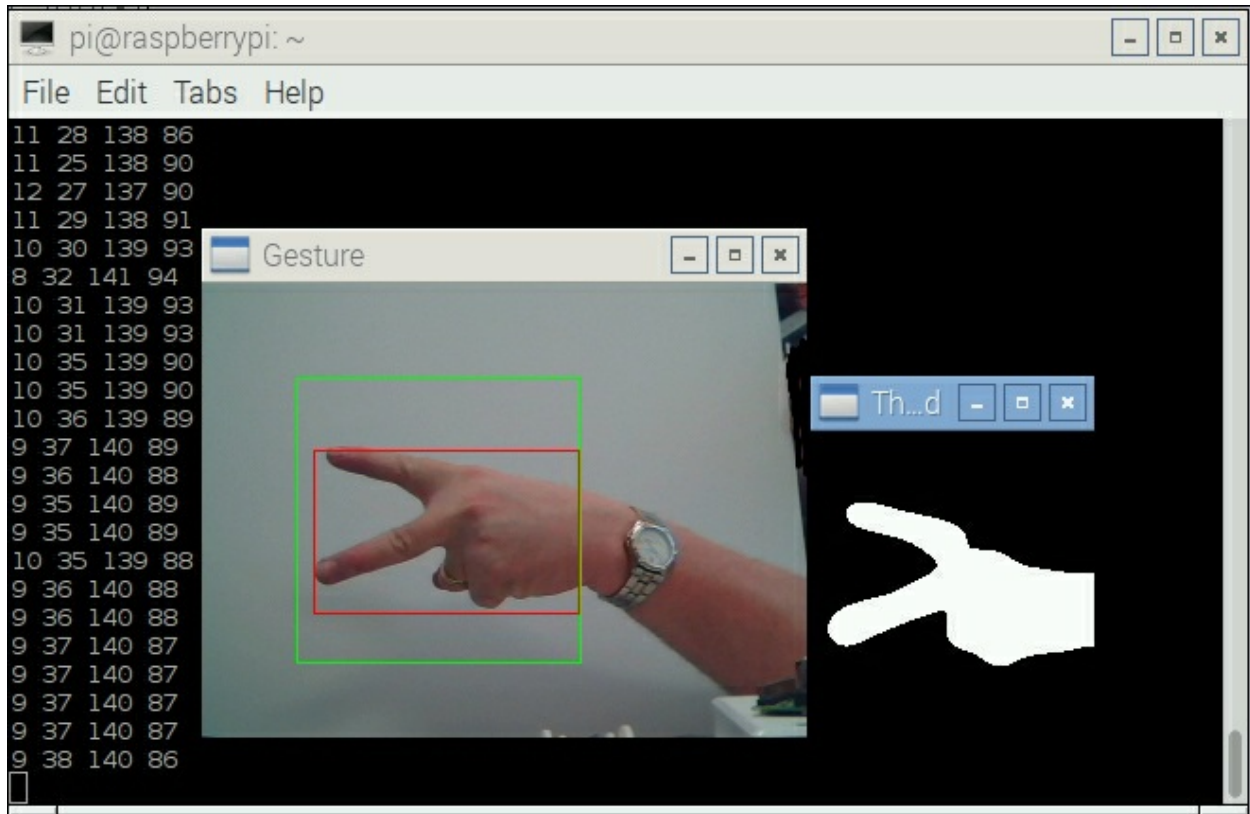 pi@raspberrypi: ~
File Edit Tabs Help
11 28 138 86
11 25 138 90
12 27 137 90
11 29 138 91
10 30 139 93
8 32 141 94
10 31 139 93
10 31 139 93
10 35 139 90
10 35 139 90
10 36 139 89
9 37 140 89
9 36 140 88
9 35 140 89
9 35 140 89
10 35 139 88
9 36 140 88
9 36 140 88
9 37 140 87
9 37 140 87
9 37 140 87
9 37 140 87
9 38 140 86
Gesture
Th...d